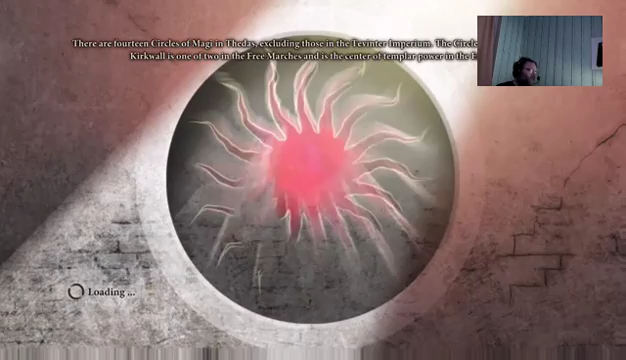 There are fourteen Circles of Magi in Thedas, excluding those in the Tevinter Imperium. The Circle
Kirkwall is one of two in the Free Marches and is the center of templar power in the
Loading ...